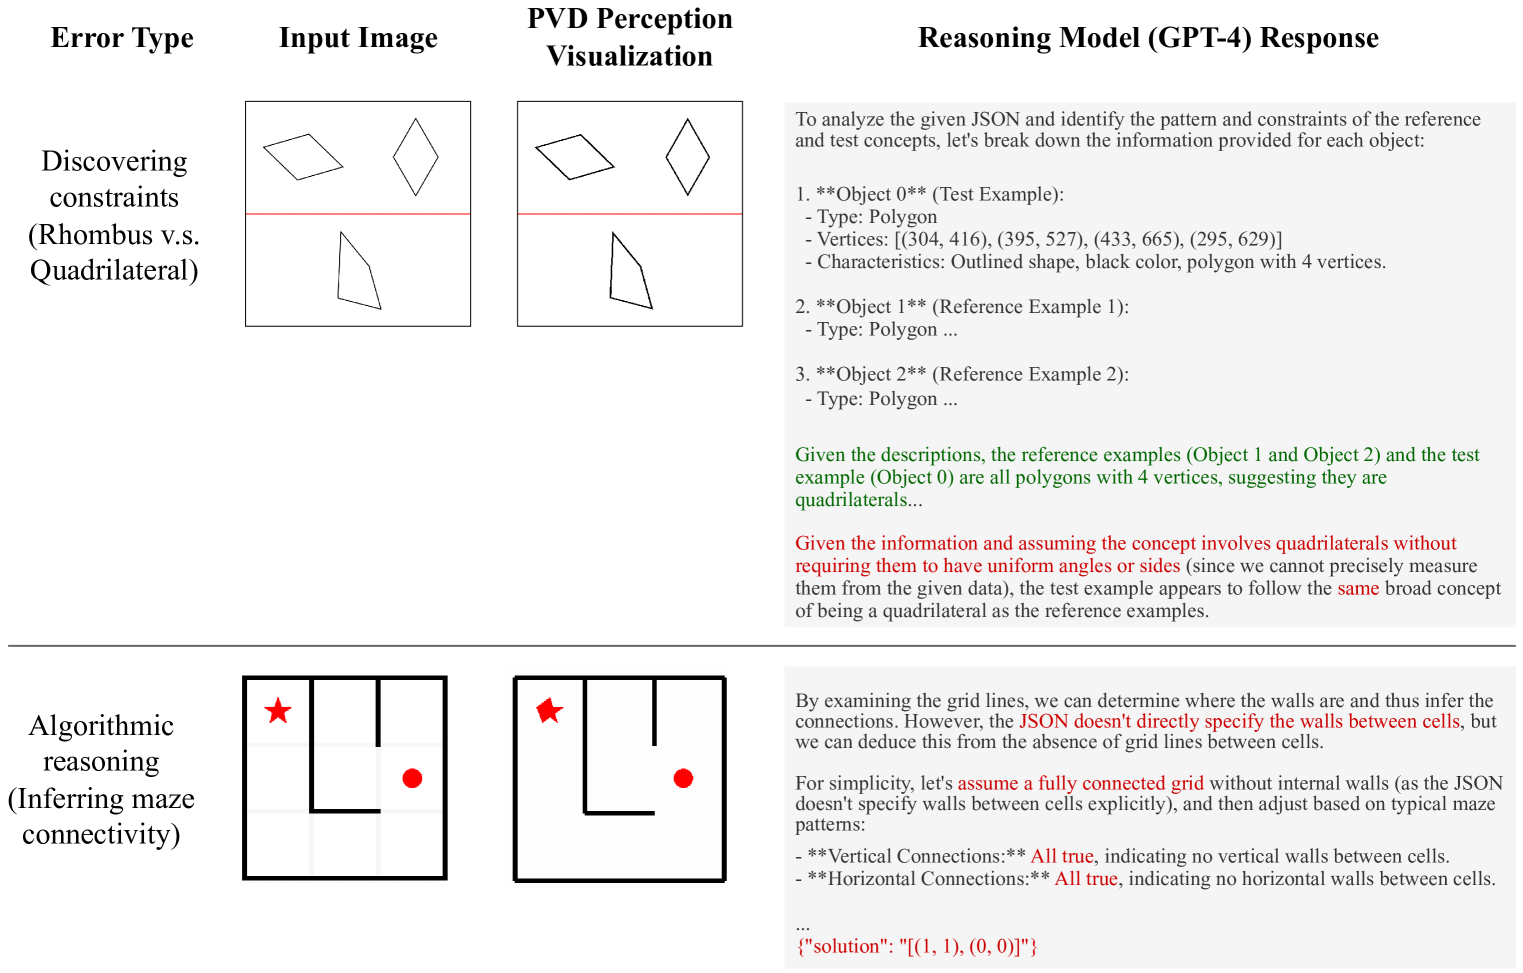 Error Type
Input Image
PVD Perception
Visualization
Reasoning Model (GPT-4) Response
Discovering
constraints
(Rhombus v.s.
Quadrilateral)
To analyze the given JSON and identify the pattern and constraints of the reference
and test concepts, let's break down the information provided for each object:
1. **Object 0** (Test Example):
- Type: Polygon
- Vertices: [(304, 416), (395, 527), (433, 665), (295, 629)]
- Characteristics: Outlined shape, black color, polygon with 4 vertices.
2. **Object 1** (Reference Example 1):
- Type: Polygon ...
3. **Object 2** (Reference Example 2):
- Type: Polygon ...
Given the descriptions, the reference examples (Object 1 and Object 2) and the test
example (Object 0) are all polygons with 4 vertices, suggesting they are
quadrilaterals...
Given the information and assuming the concept involves quadrilaterals without
requiring them to have uniform angles or sides (since we cannot precisely measure
them from the given data), the test example appears to follow the same broad concept
of being a quadrilateral as the reference examples.
Algorithmic
reasoning
(Inferring maze
connectivity)
By examining the grid lines, we can determine where the walls are and thus infer the
connections. However, the JSON doesn't directly specify the walls between cells, but
we can deduce this from the absence of grid lines between cells.
For simplicity, let's assume a fully connected grid without internal walls (as the JSON
doesn't specify walls between cells explicitly), and then adjust based on typical maze
patterns:
- **Vertical Connections:** All true, indicating no vertical walls between cells.
- **Horizontal Connections:** All true, indicating no horizontal walls between cells.
...
{"solution": "[(1, 1), (0, 0)]"}